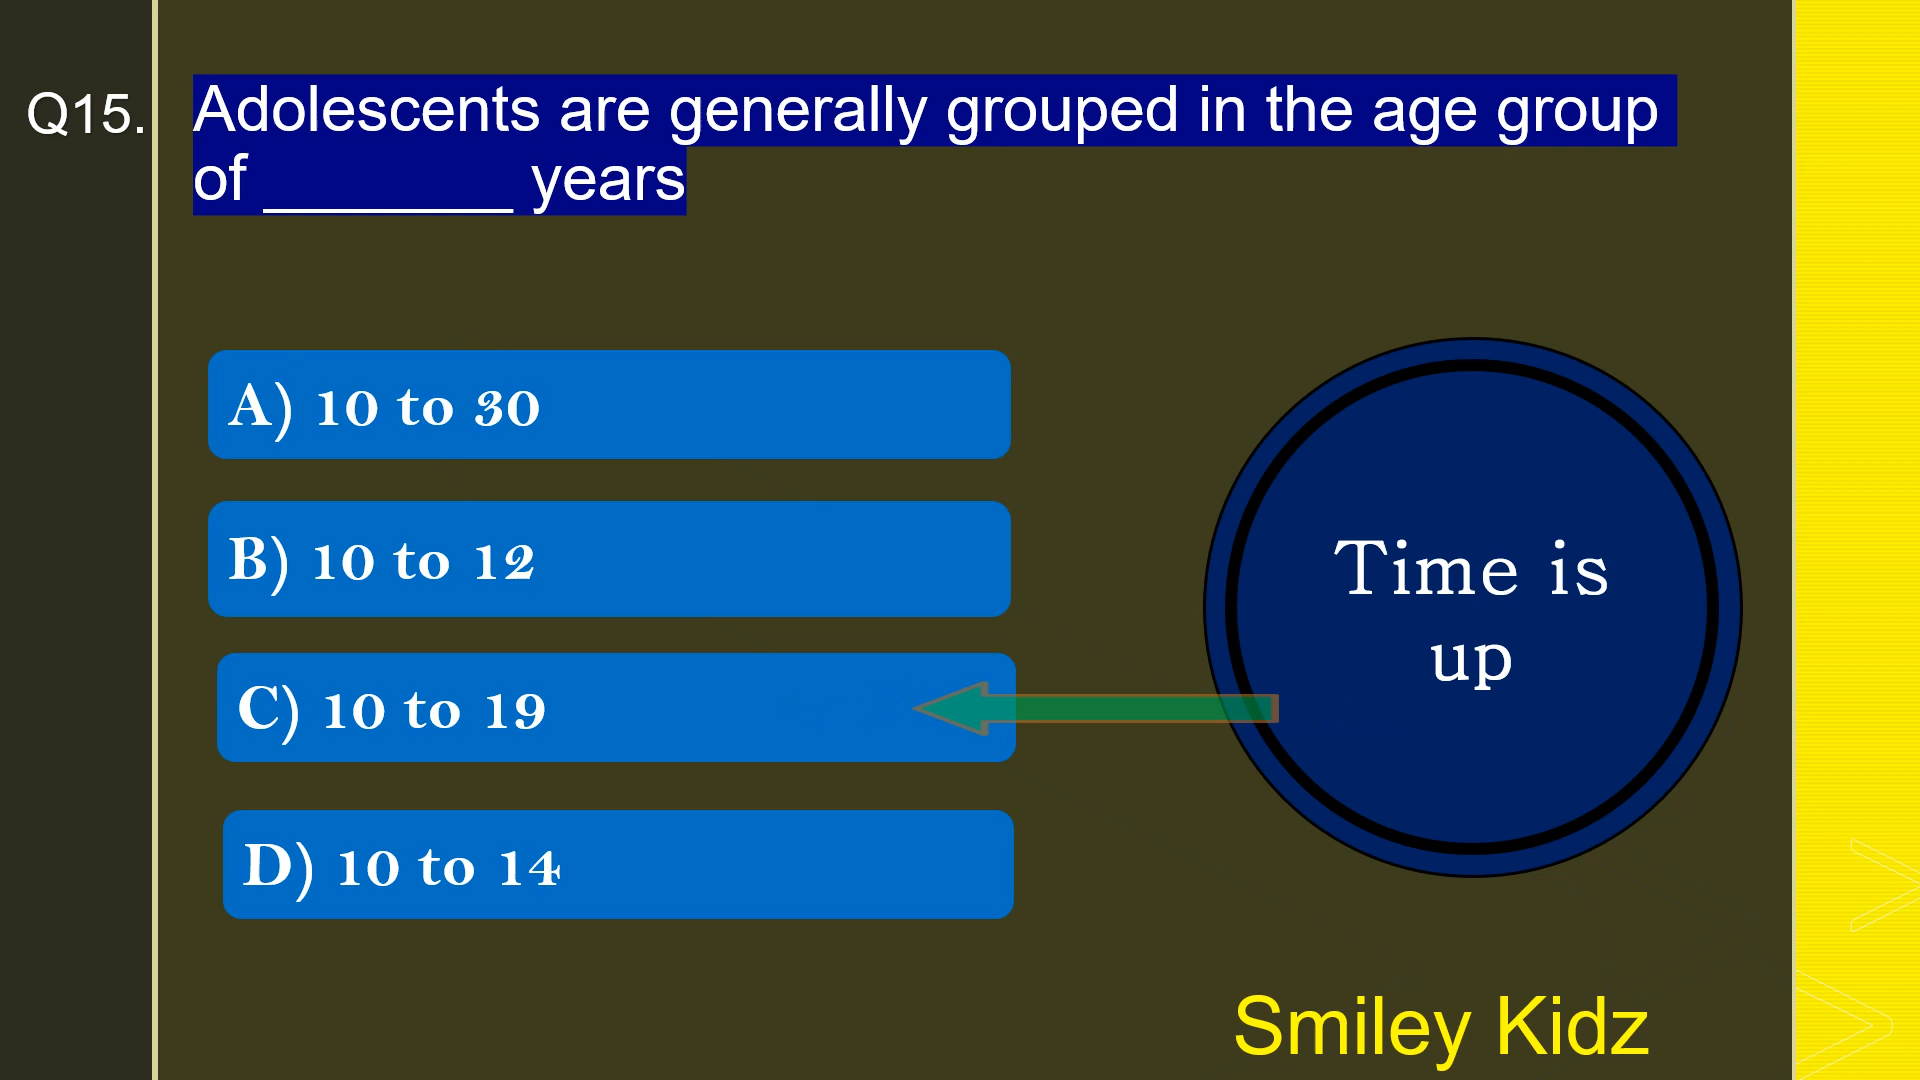 Q15.
Adolescents are generally grouped in the age group
of ________ years
A) 10 to 30
B) 10 to 12
C) 10 to 19
D) 10 to 14
Time is
up
Smiley Kidz